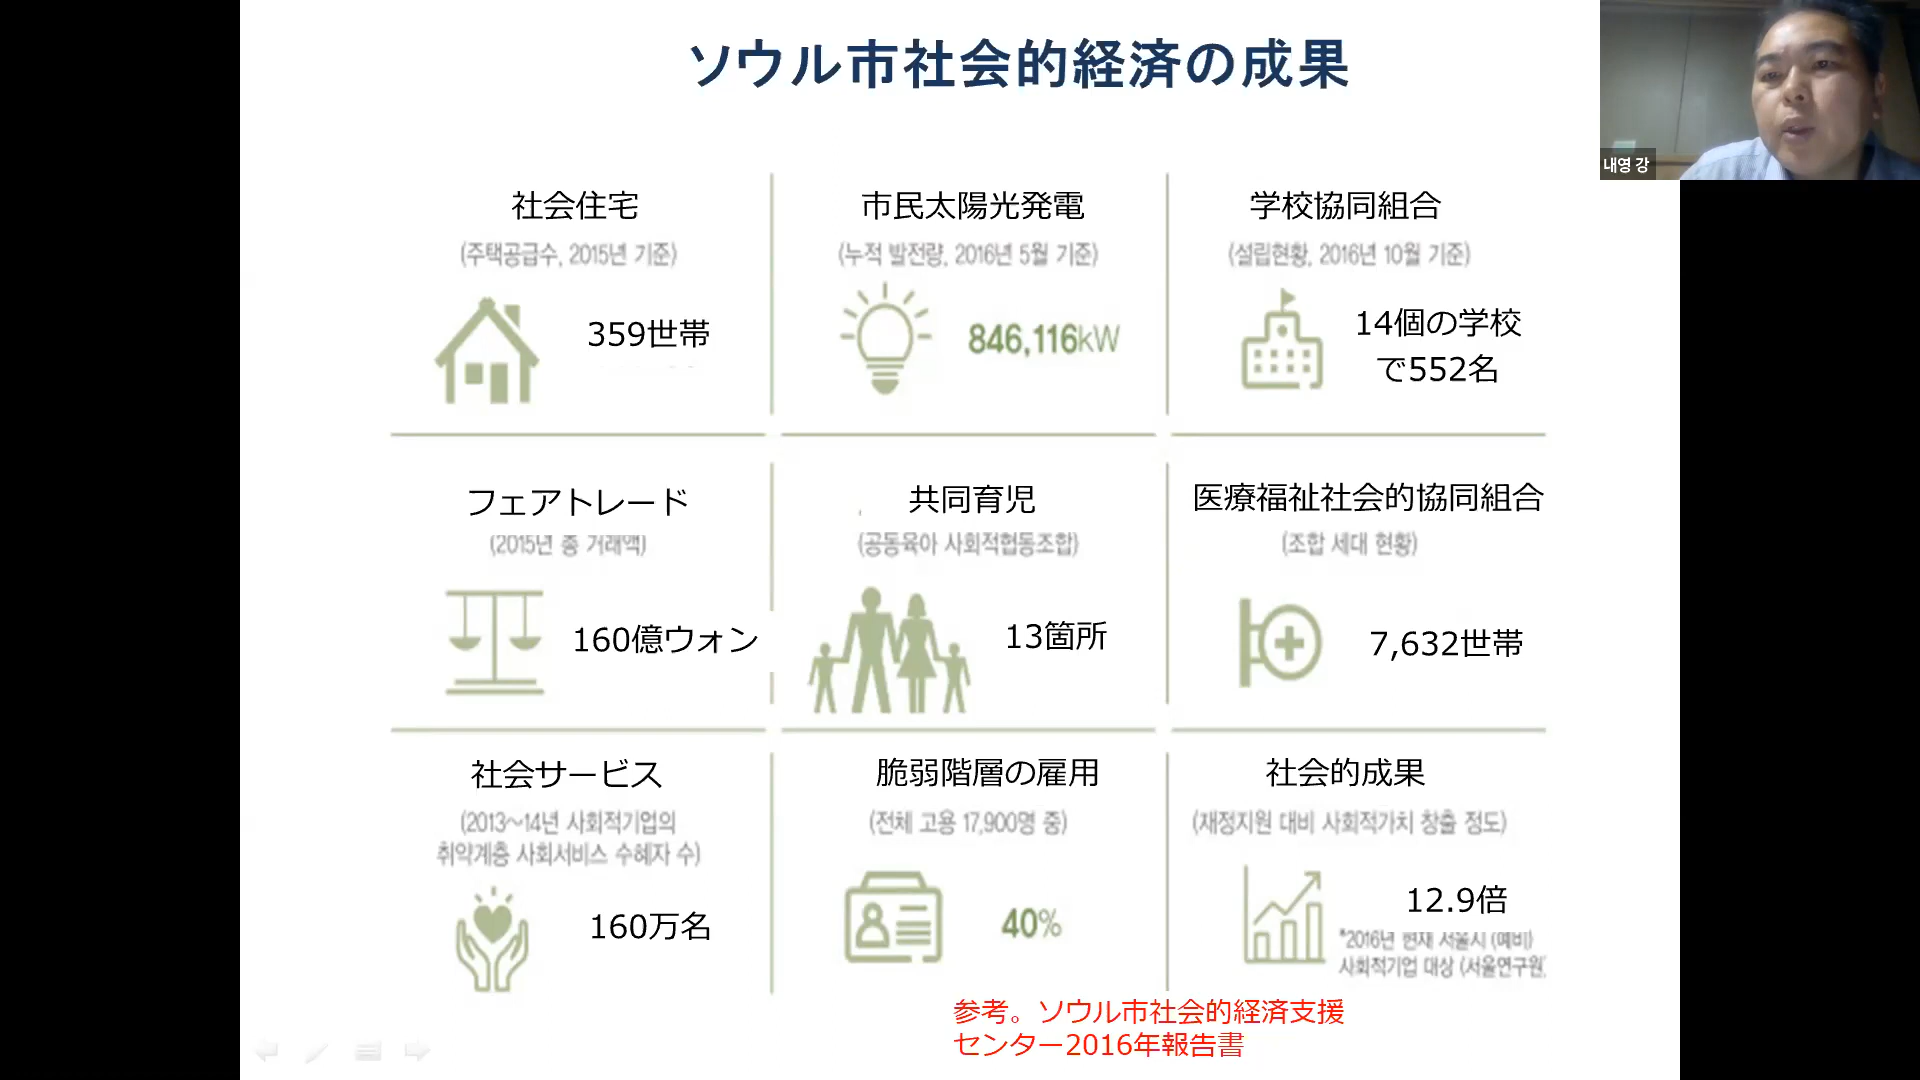 ソウル市社会的経済の成果
내영 강
社会住宅
(주택공급수, 2015년 기준)
359世帯
市民太陽光発電
(누적 발전량, 2016년 5월 기준)
846,116kW
学校協同組合
(설립현황, 2016년 10월 기준)
14個の学校
で552名
フェアトレード
(2015년 총 거래액)
160億ウォン
共同育児
(공동육아 사회적협동조합)
13箇所
医療福祉社会的協同組合
(조합 세대 현황)
7,632世帯
社会サービス
(2013~14년 사회적기업의
취약계층 사회서비스 수혜자 수)
160万名
脆弱階層の雇用
(전체 고용 17,900명 중)
40%
社会的成果
(재정지원 대비 사회적가치 창출 정도)
12.9倍
*2016년 현재 서울시 (예비)
사회적기업 대상 (서울연구원)
参考。ソウル市社会的経済支援
センター2016年報告書